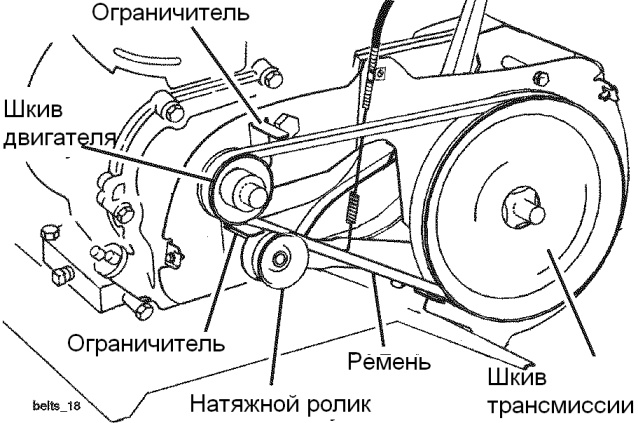 Ограничитель
Шкив
двигателя
Ограничитель
Ремень
Шкив
трансмиссии
Натяжной ролик
belts_18